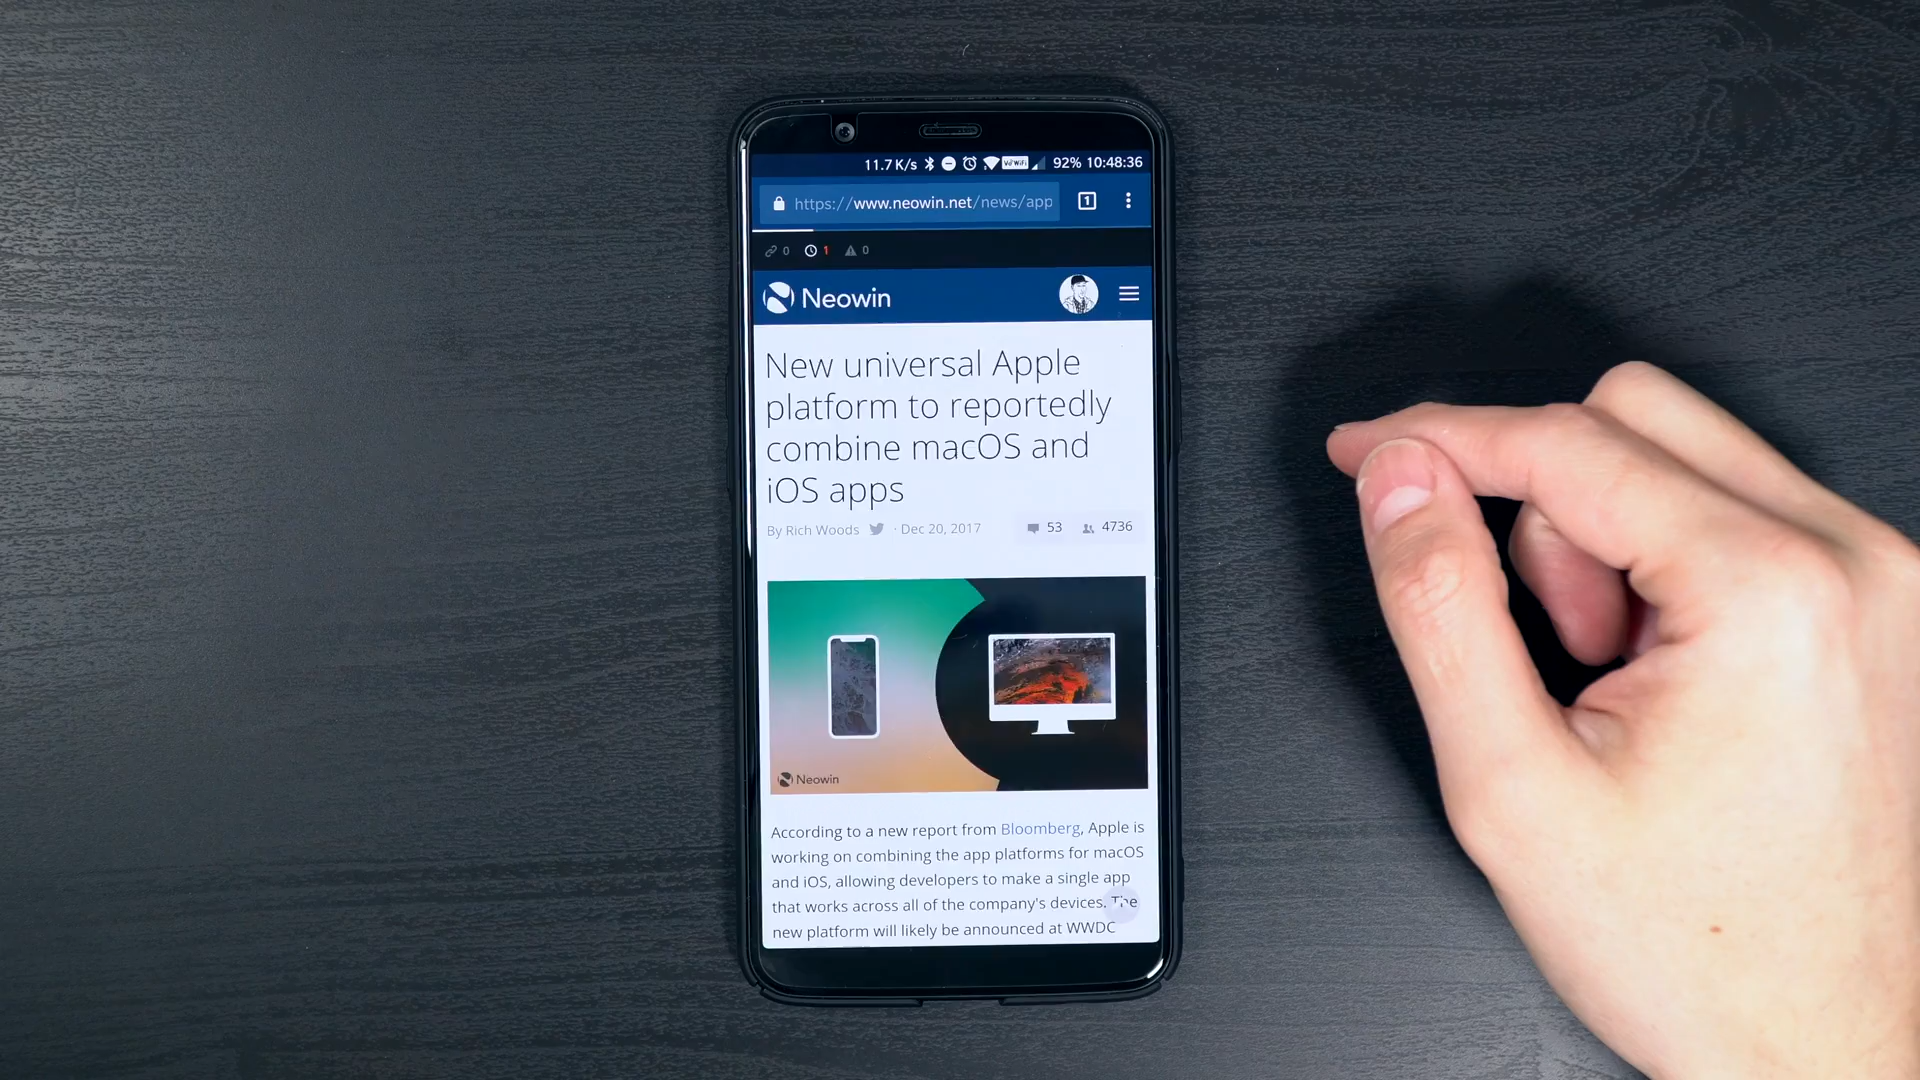 11.7 K/s VoWiFi 92% 10:48:36
https://www.neowin.net/news/app 1
0 1 0
Neowin
New universal Apple
platform to reportedly
combine macOS and
iOS apps
By Rich Woods · Dec 20, 2017 53 4736
Neowin
According to a new report from Bloomberg, Apple is
working on combining the app platforms for macOS
and iOS, allowing developers to make a single app
that works across all of the company's devices. The
new platform will likely be announced at WWDC